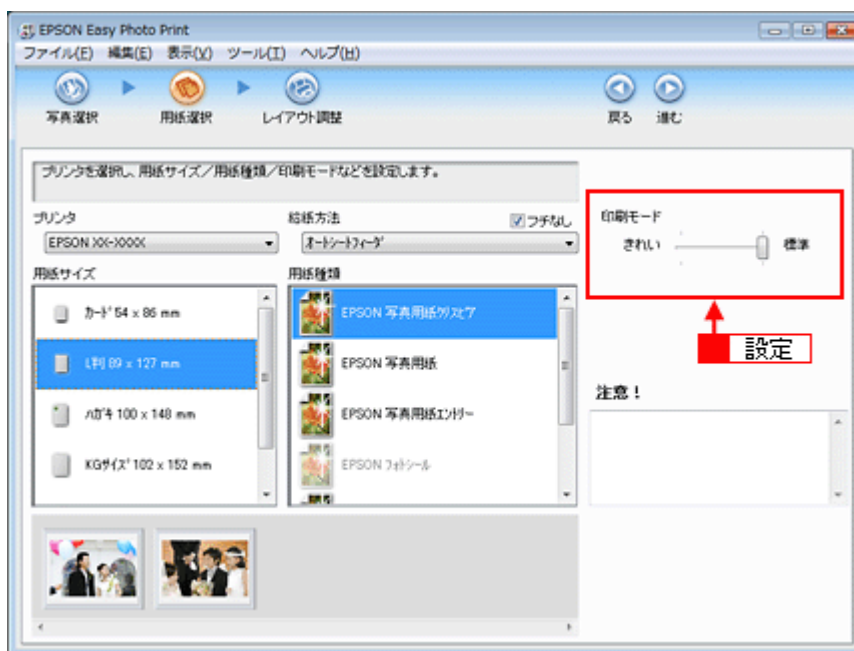 EPSON Easy Photo Print
ファイル(F) 編集(E) 表示(V) ツール(T) ヘルプ(H)
写真選択 用紙選択 レイアウト調整 戻る 進む
プリンタを選択し、用紙サイズ／用紙種類／印刷モードなどを設定します。
プリンタ 給紙方法 フチなし 印刷モード
EPSON XX-XXXX オートシートフィーダ きれい 標準
用紙サイズ 用紙種類
カード 54 x 86 mm EPSON 写真用紙クリスピア
設定
L判 89 x 127 mm EPSON 写真用紙
注意！
ハガキ 100 x 148 mm EPSON 写真用紙エントリー
KGサイズ 102 x 152 mm EPSON フォトシール